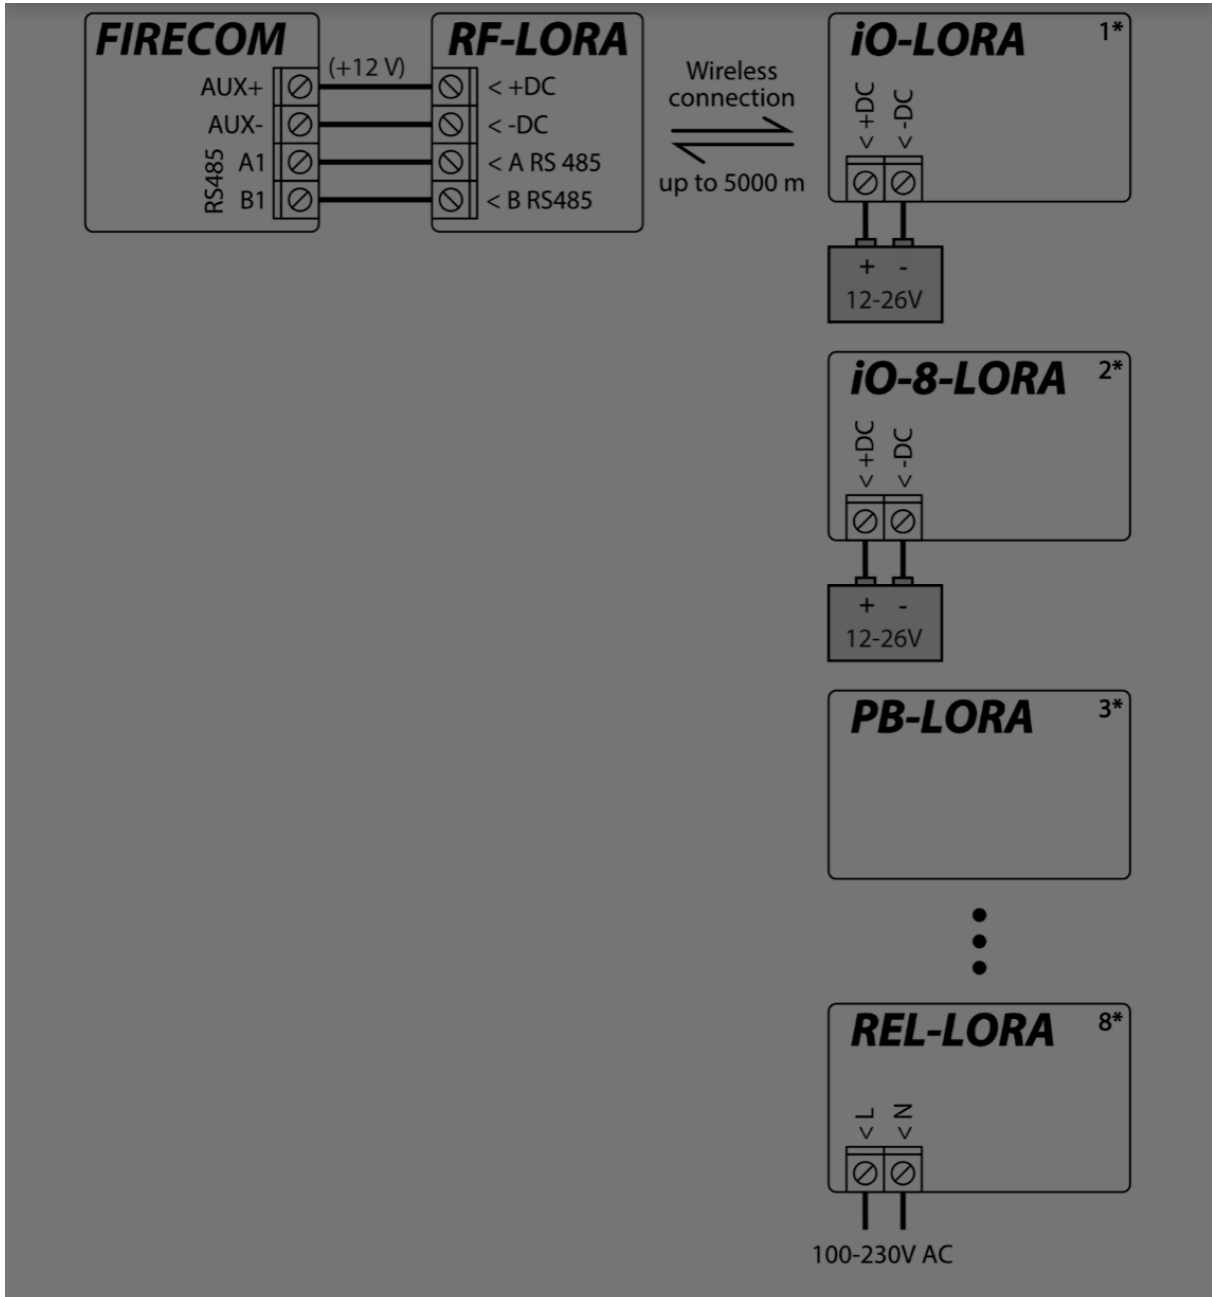 FIRECOM
AUX+
AUX-
RS485
A1
B1
(+12 V)
RF-LORA
< +DC
< -DC
< A RS 485
< B RS485
Wireless
connection
up to 5000 m
iO-LORA 1*
< +DC
< -DC
+ -
12-26V
iO-8-LORA 2*
< +DC
< -DC
+ -
12-26V
PB-LORA 3*
REL-LORA 8*
< L
< N
100-230V AC